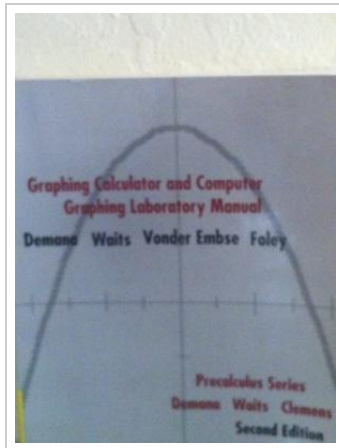 Graphing Calculator and Computer
Graphing Laboratory Manual
Demana Waits Vonder Embse Foley
Precalculus Series
Demana Waits Clemens
Second Edition